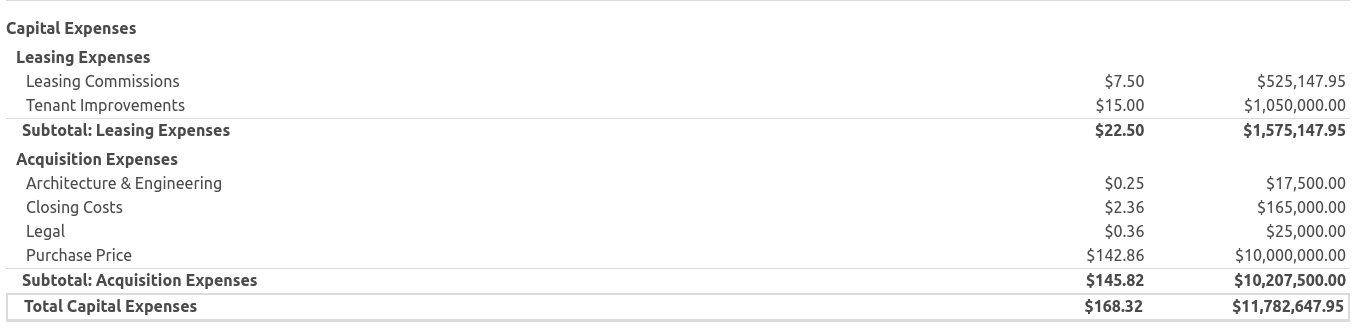 Capital Expenses
Leasing Expenses
Leasing Commissions $7.50 $525,147.95
Tenant Improvements $15.00 $1,050,000.00
Subtotal: Leasing Expenses $22.50 $1,575,147.95
Acquisition Expenses
Architecture & Engineering $0.25 $17,500.00
Closing Costs $2.36 $165,000.00
Legal $0.36 $25,000.00
Purchase Price $142.86 $10,000,000.00
Subtotal: Acquisition Expenses $145.82 $10,207,500.00
Total Capital Expenses $168.32 $11,782,647.95